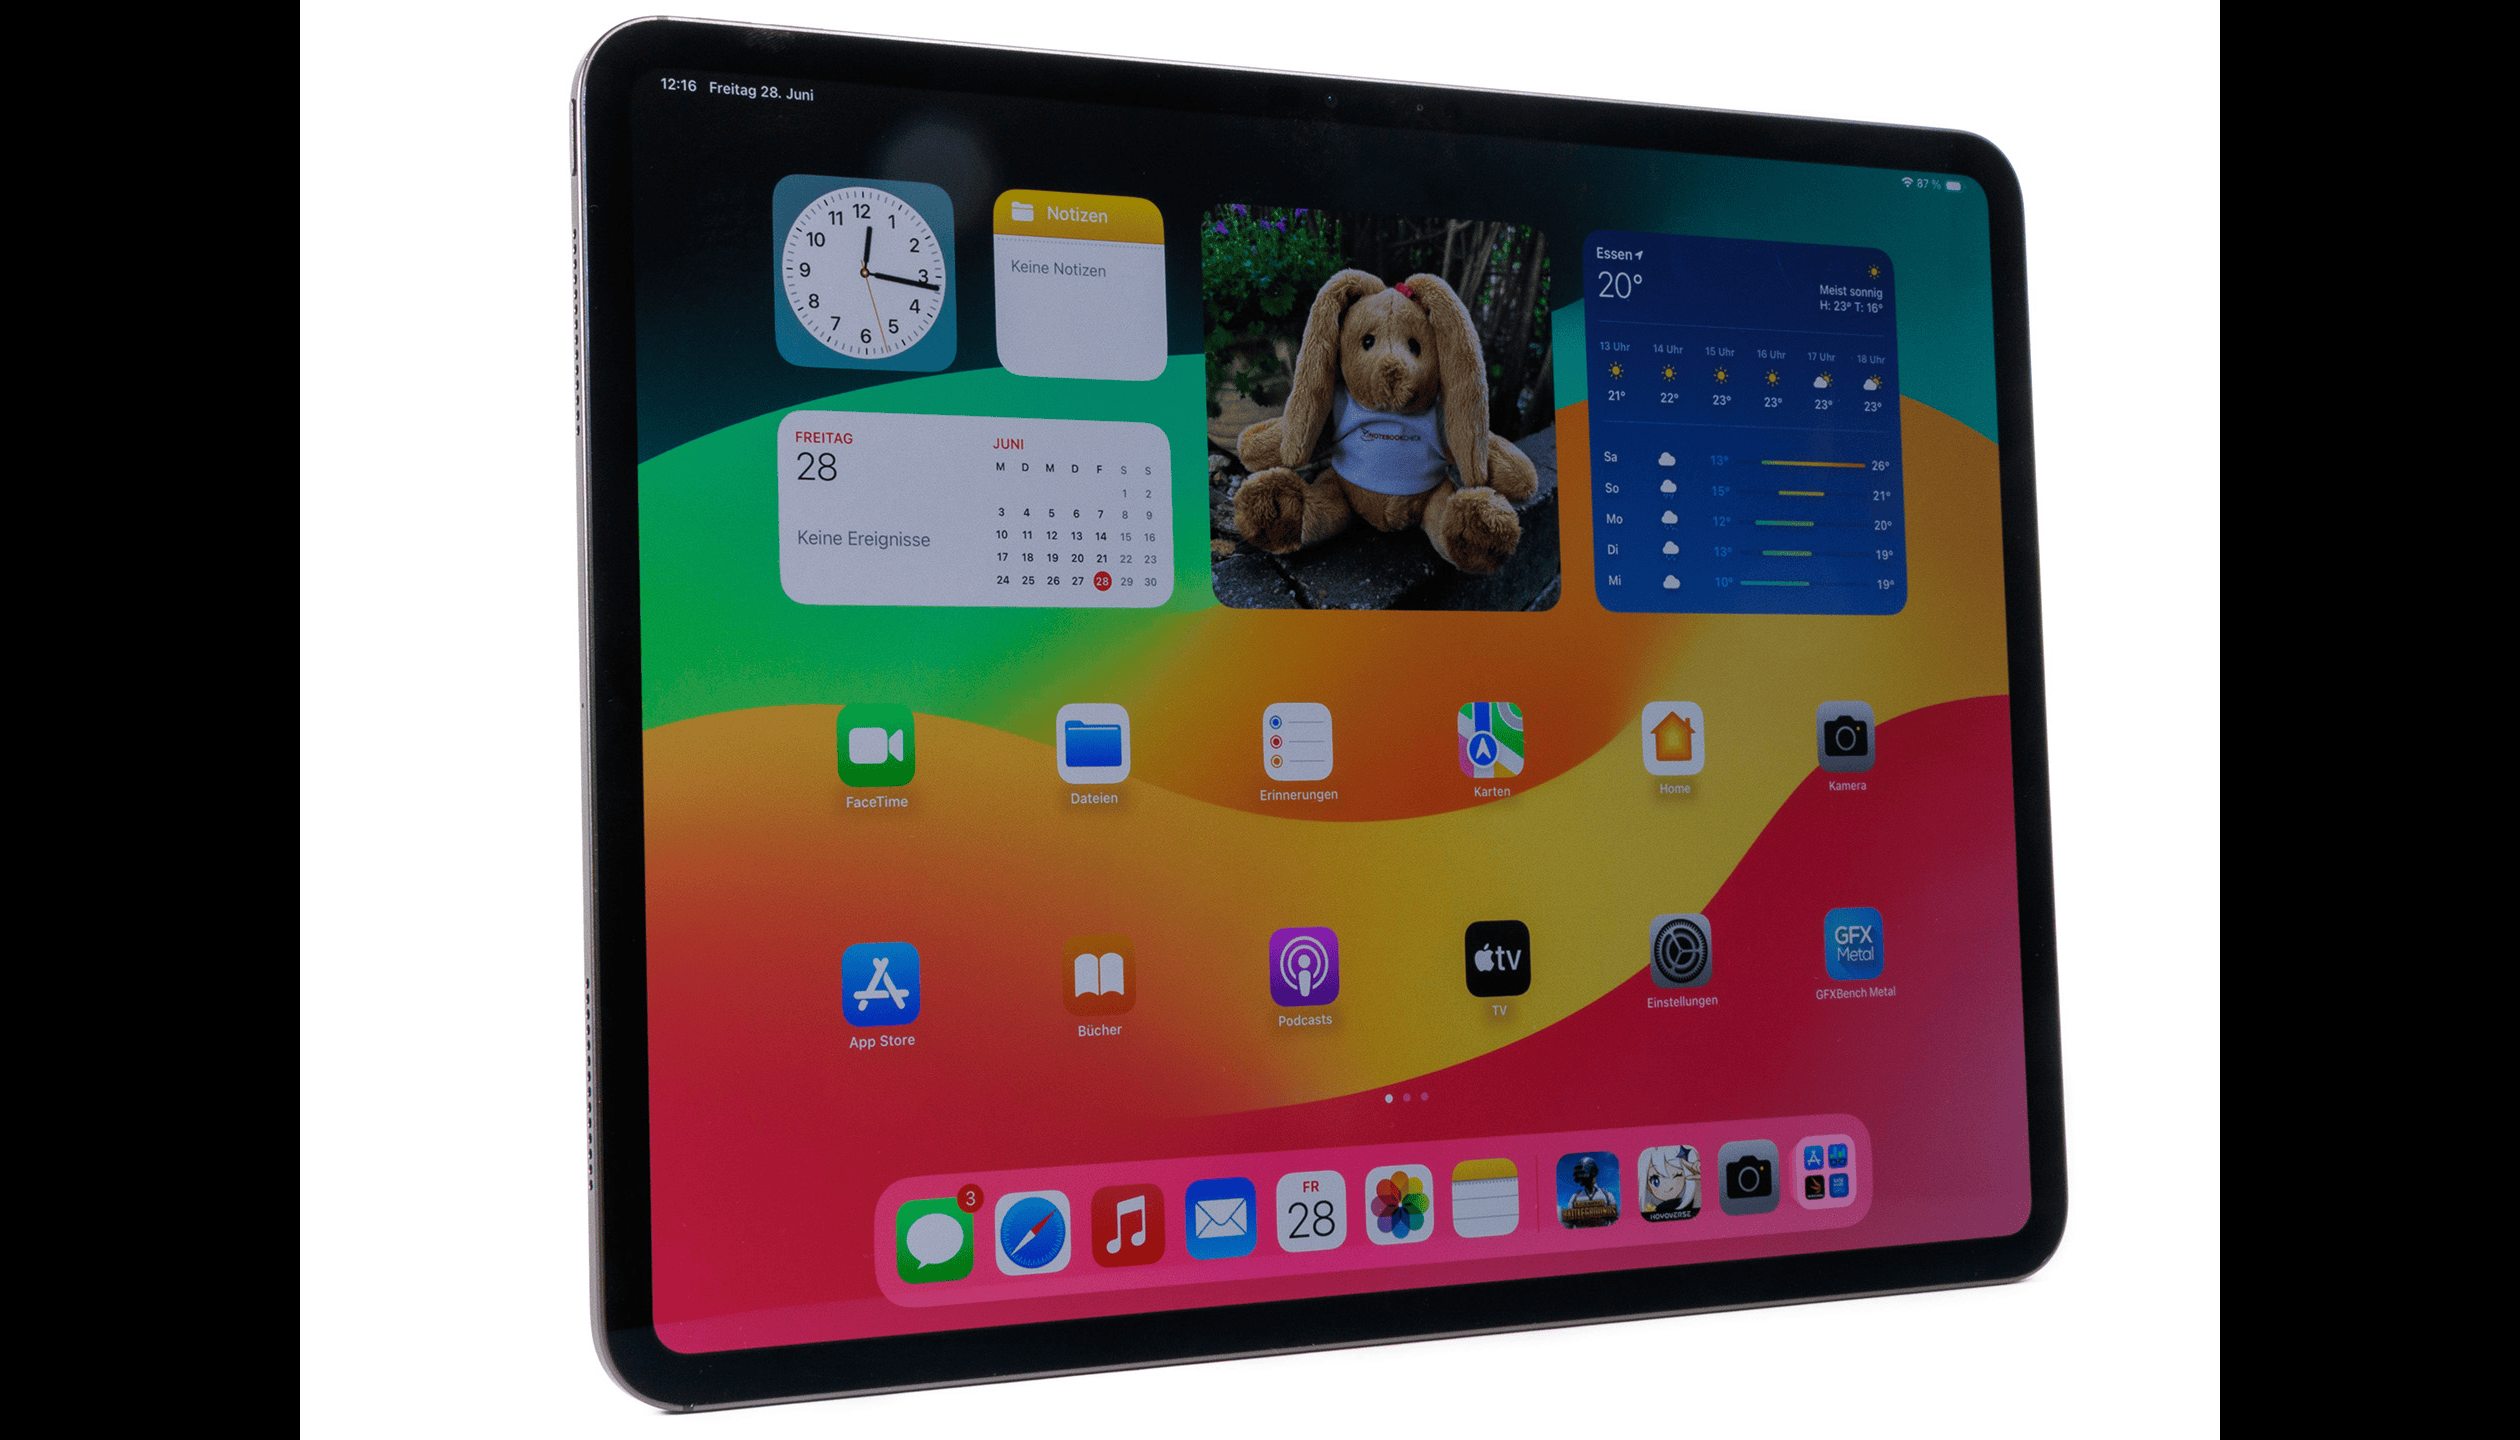 12:16 Freitag 28. Juni
87 %
12
1
2
3
4
5
6
7
8
9
10
11
Notizen
Keine Notizen
NOTEBOOKCHECK
Essen
20°
Meist sonnig
H: 23° T: 16°
13 Uhr 14 Uhr 15 Uhr 16 Uhr 17 Uhr 18 Uhr
21° 22° 23° 23° 23° 23°
Sa 13° 26°
So 15° 21°
Mo 12° 20°
Di 13° 19°
Mi 10° 19°
FREITAG
28
Keine Ereignisse
JUNI
M D M D F S S
1 2
3 4 5 6 7 8 9
10 11 12 13 14 15 16
17 18 19 20 21 22 23
24 25 26 27 28 29 30
FaceTime
Dateien
Erinnerungen
Karten
Home
Kamera
tv
GFX
Metal
App Store
Bücher
Podcasts
TV
Einstellungen
GFXBench Metal
3
FR
28
BATTLEGROUNDS
HOYOVERSE